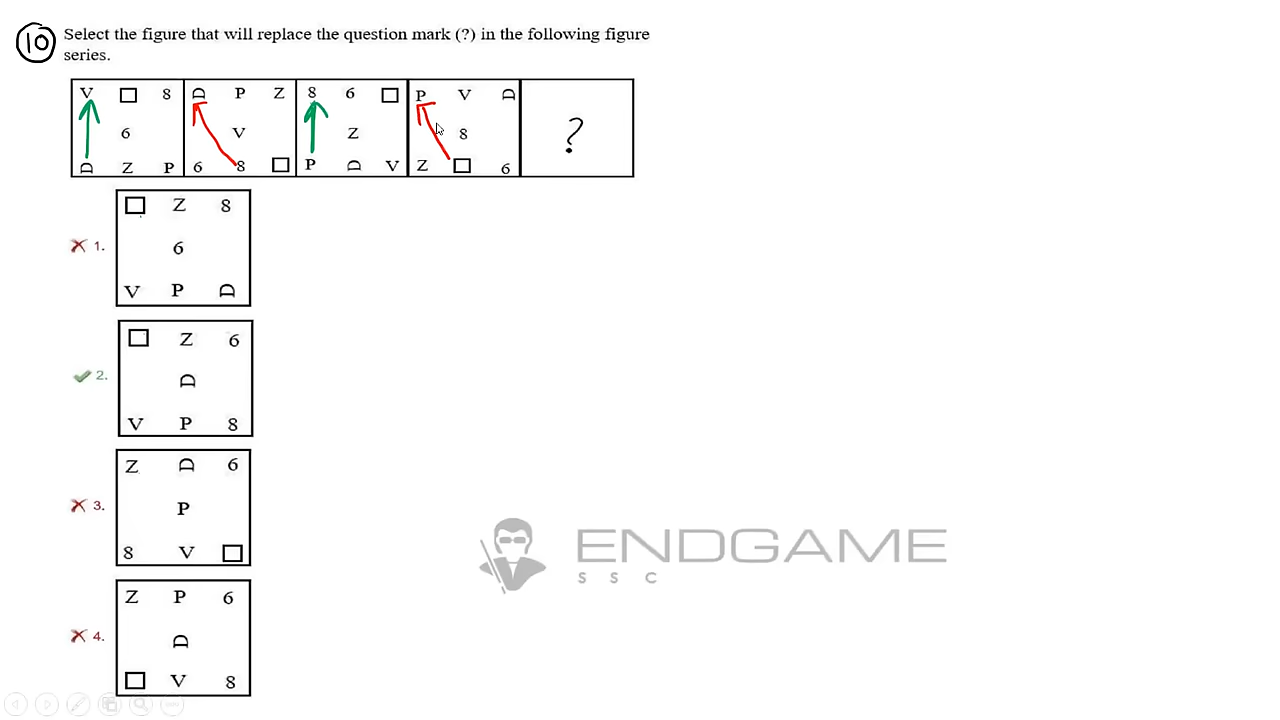 10 Select the figure that will replace the question mark (?) in the following figure
series.
V □ 8 D P Z 8 6 □ P V D
6 V Z 8 ?
D Z P 6 8 □ P D V Z □ 6
□ Z 8
1. 6
V P D
□ Z 6
2. D
V P 8
Z D 6
3. P
8 V □
Z P 6
4. D
□ V 8
ENDGAME
SSC